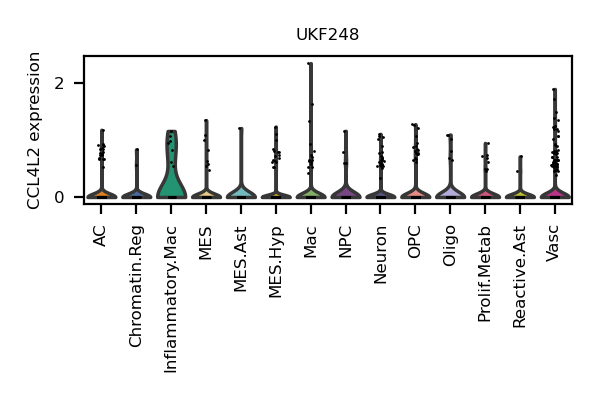 UKF248
CCL4L2 expression
2
0
AC
Chromatin.Reg
Inflammatory.Mac
MES
MES.Ast
MES.Hyp
Mac
NPC
Neuron
OPC
Oligo
Prolif.Metab
Reactive.Ast
Vasc